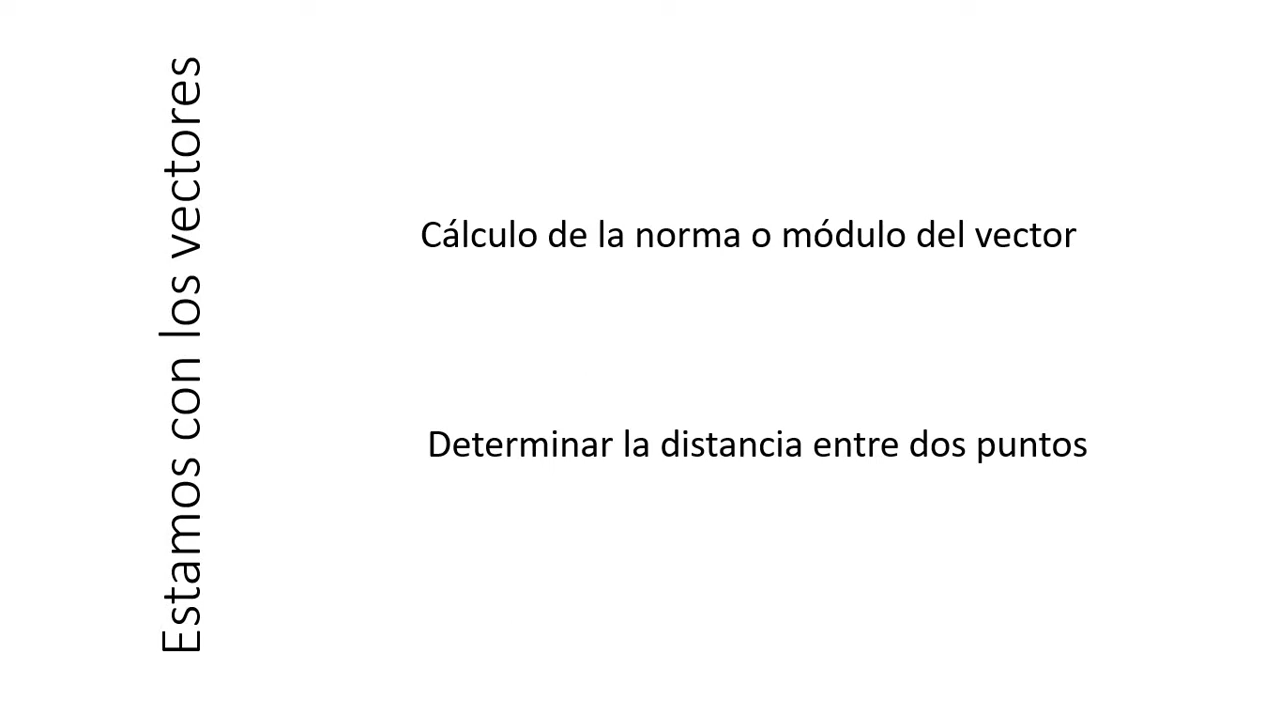 Estamos con los vectores
Cálculo de la norma o módulo del vector
Determinar la distancia entre dos puntos